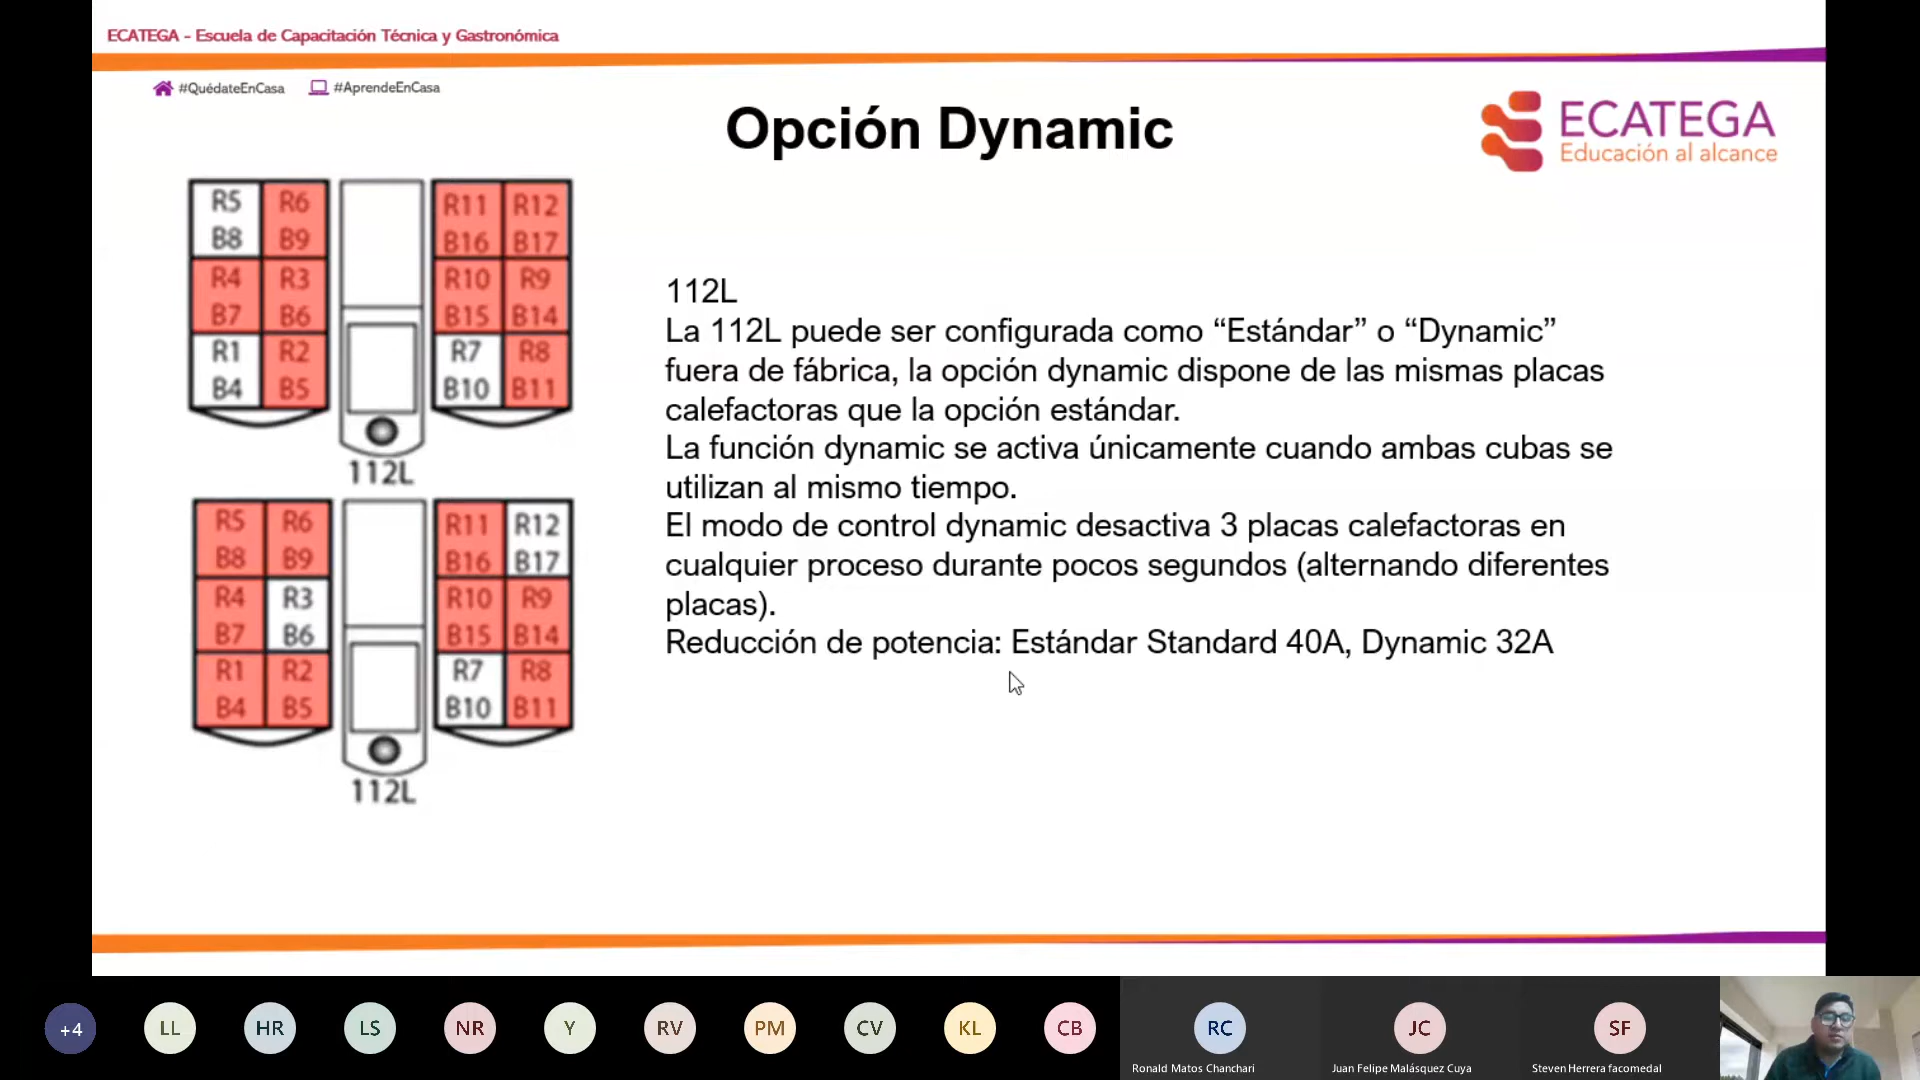 ECATEGA - Escuela de Capacitación Técnica y Gastronómica
#QuédateEnCasa #AprendeEnCasa
Opción Dynamic
ECATEGA
Educación al alcance
R5 R6 R11 R12
B8 B9 B16 B17
R4 R3 R10 R9
B7 B6 B15 B14
R1 R2 R7 R8
B4 B5 B10 B11
112L
R5 R6 R11 R12
B8 B9 B16 B17
R4 R3 R10 R9
B7 B6 B15 B14
R1 R2 R7 R8
B4 B5 B10 B11
112L
112L
La 112L puede ser configurada como “Estándar” o “Dynamic”
fuera de fábrica, la opción dynamic dispone de las mismas placas
calefactoras que la opción estándar.
La función dynamic se activa únicamente cuando ambas cubas se
utilizan al mismo tiempo.
El modo de control dynamic desactiva 3 placas calefactoras en
cualquier proceso durante pocos segundos (alternando diferentes
placas).
Reducción de potencia: Estándar Standard 40A, Dynamic 32A
+4 LL HR LS NR Y RV PM CV KL CB RC JC SF
Ronald Matos Chanchari Juan Felipe Malásquez Cuya Steven Herrera facomedal